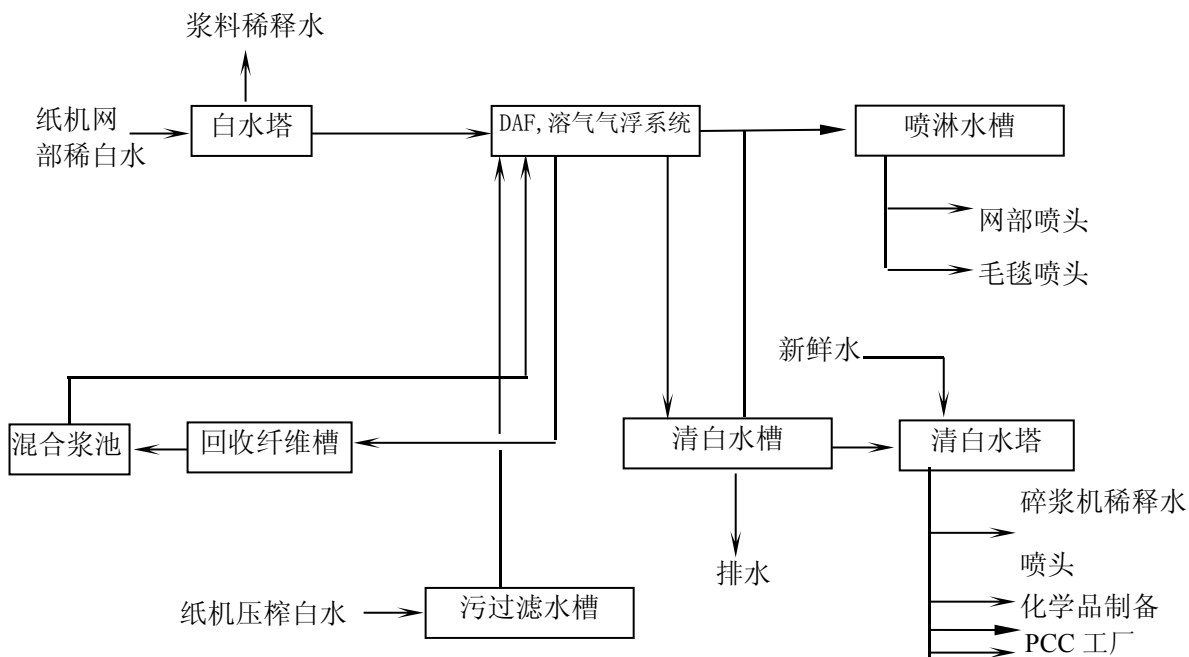 浆料稀释水
纸机网
部稀白水
白水塔
DAF,溶气气浮系统
喷淋水槽
网部喷头
毛毯喷头
新鲜水
混合浆池
回收纤维槽
清白水槽
清白水塔
碎浆机稀释水
喷头
排水
纸机压榨白水
污过滤水槽
化学品制备
PCC 工厂